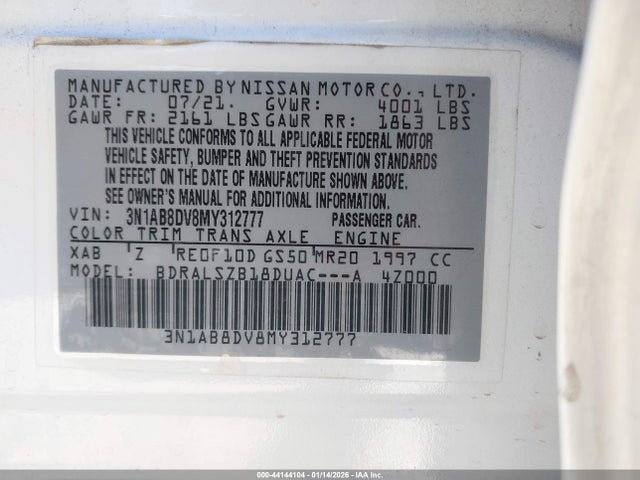 MANUFACTURED BY NISSAN MOTOR CO., LTD.
DATE: 07/21. GVWR: 4001 LBS
GAWR FR: 2161 LBS GAWR RR: 1863 LBS
THIS VEHICLE CONFORMS TO ALL APPLICABLE FEDERAL MOTOR
VEHICLE SAFETY, BUMPER AND THEFT PREVENTION STANDARDS
IN EFFECT ON THE DATE OF MANUFACTURE SHOWN ABOVE.
SEE OWNER'S MANUAL FOR ADDITIONAL INFORMATION.
VIN: 3N1AB8DV8MY312777 PASSENGER CAR.
COLOR TRIM TRANS AXLE ENGINE
XAB Z RE0F10D GS50 MR20 1997 CC
MODEL: BDRALSZB18DUAC---A 4Z000
3N1AB8DV8MY312777
000-44144104 | 01/14/2026 | IAA Inc.